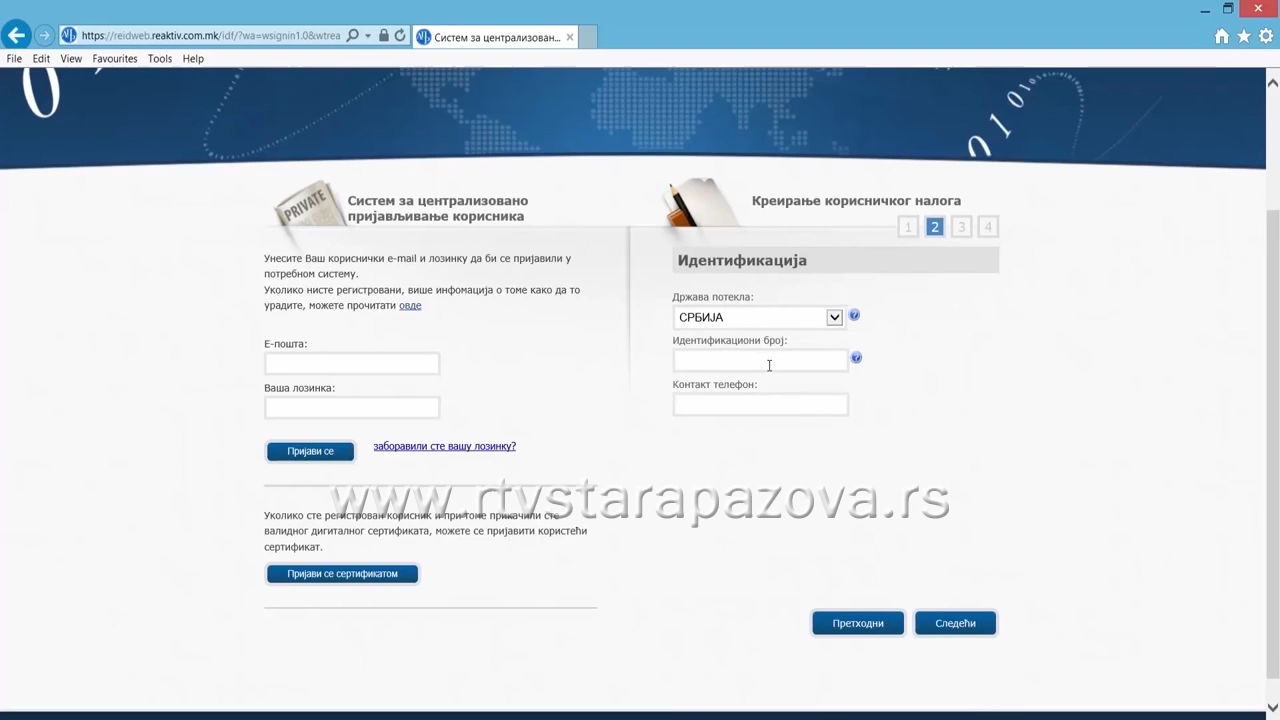 https://reidweb.reaktiv.com.mk/idf/?wa=wsignin1.0&wtrea
Систем за централизован...
File Edit View Favourites Tools Help
0 1 0
PRIVATE
Систем за централизовано
пријављивање корисника
Унесите Ваш кориснички e-mail и лозинку да би се пријавили у
потребном систему.
Уколико нисте регистровани, више инфомација о томе како да то
урадите, можете прочитати овде
Е-пошта:
Ваша лозинка:
Пријави се
заборавили сте вашу лозинку?
Уколико сте регистрован корисник и при томе прикачили сте
валидног дигиталног сертификата, можете се пријавити користећи
сертификат.
Пријави се сертификатом
Креирање корисничког налога
1 2 3 4
Идентификација
Држава потекла:
СРБИЈА
Идентификациони број:
Контакт телефон:
www.rtvstarapazova.rs
Претходни
Следећи